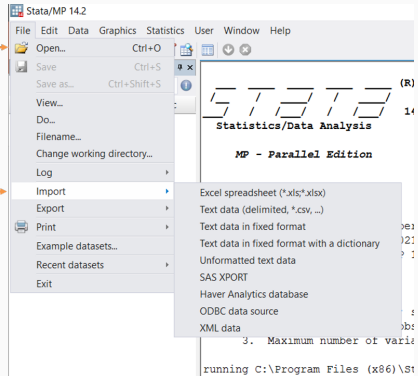 Stata/MP 14.2
File Edit Data Graphics Statistics User Window Help
Open... Ctrl+O
Save Ctrl+S
Save as... Ctrl+Shift+S
View...
Do...
Filename...
Change working directory...
Log
Import
Export
Print
Example datasets...
Recent datasets
Exit
Excel spreadsheet (*.xls;*.xlsx)
Text data (delimited, *.csv, ...)
Text data in fixed format
Text data in fixed format with a dictionary
Unformatted text data
SAS XPORT
Haver Analytics database
ODBC data source
XML data
(R)
14
Statistics/Data Analysis
MP - Parallel Edition
3. Maximum number of varia
running C:\Program Files (x86)\St